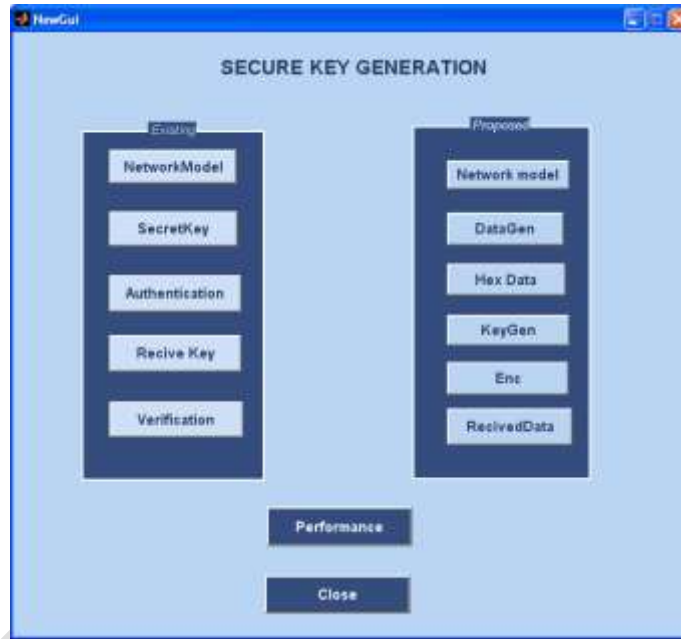 NewGui
SECURE KEY GENERATION
Existing
NetworkModel
SecretKey
Authentication
Recive Key
Verification
Proposed
Network model
DataGen
Hex Data
KeyGen
Enc
RecivedData
Performance
Close